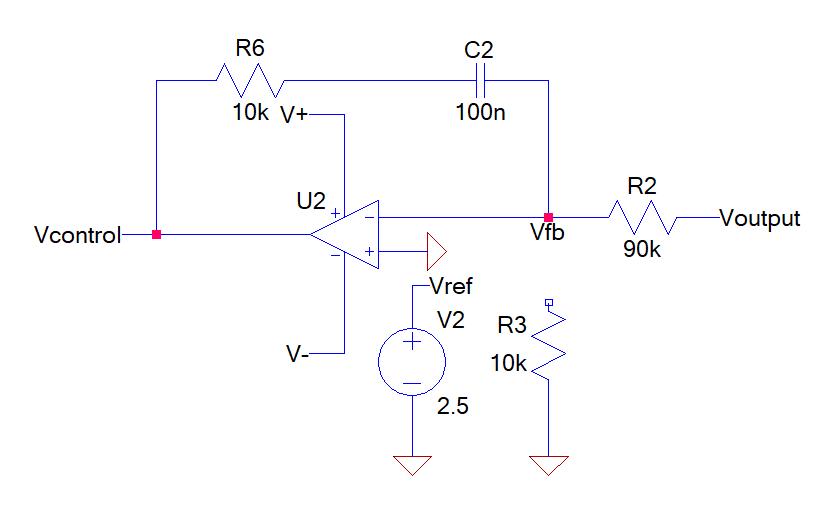 R6
C2
10k
V+
100n
U2
R2
Vcontrol
Vfb
Voutput
90k
Vref
V2
R3
V-
10k
2.5